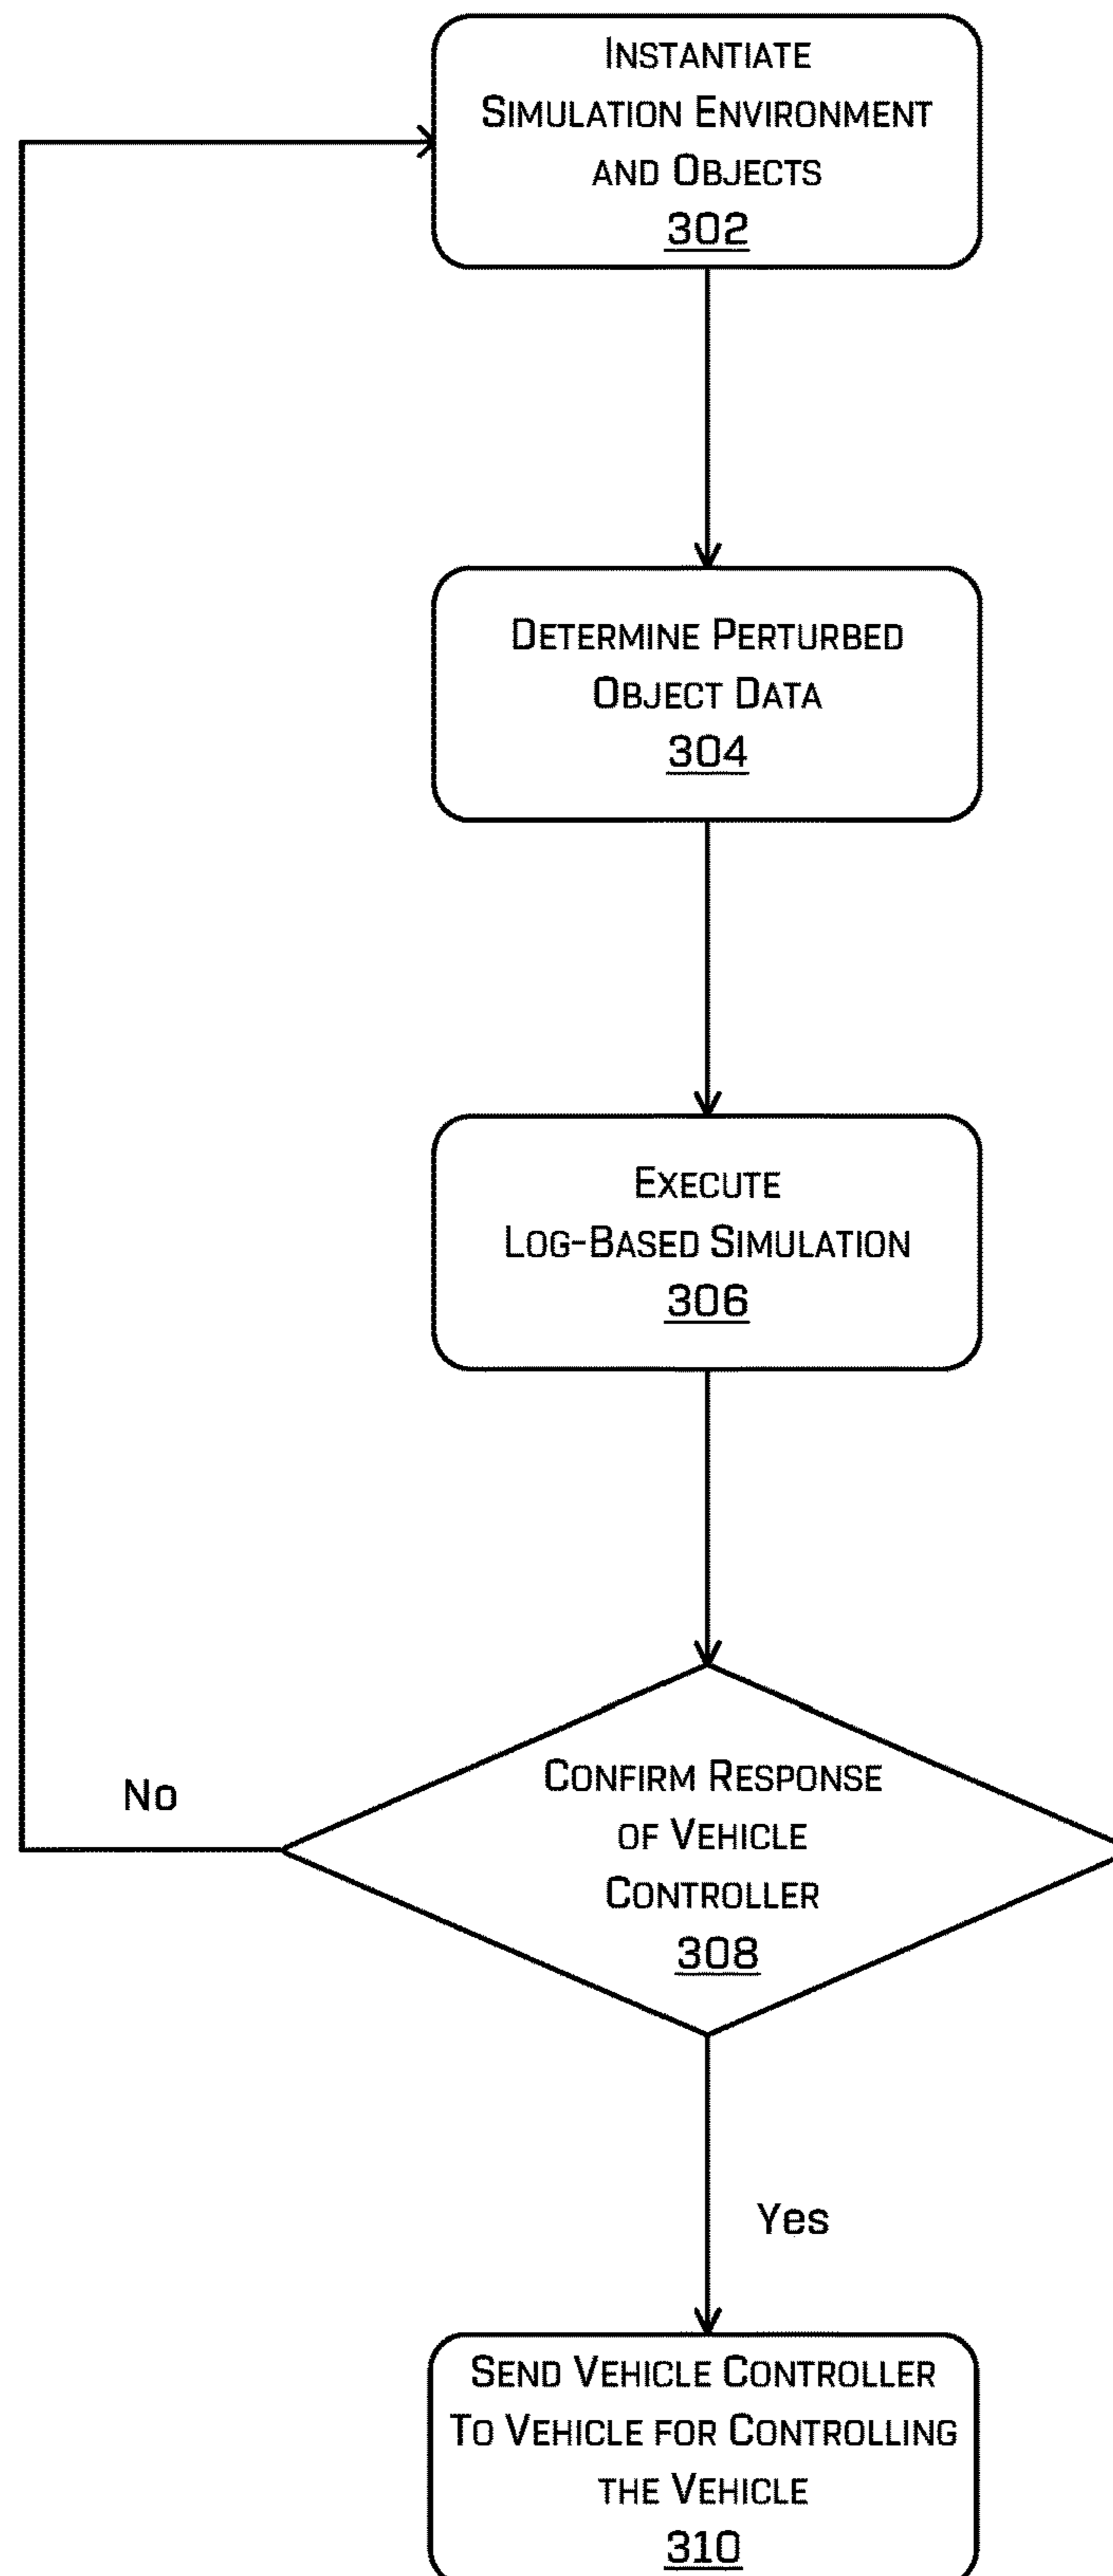 INSTANTIATE
SIMULATION ENVIRONMENT
AND OBJECTS
302
DETERMINE PERTURBED
OBJECT DATA
304
EXECUTE
LOG-BASED SIMULATION
306
CONFIRM RESPONSE
OF VEHICLE
CONTROLLER
308
No
Yes
SEND VEHICLE CONTROLLER
TO VEHICLE FOR CONTROLLING
THE VEHICLE
310